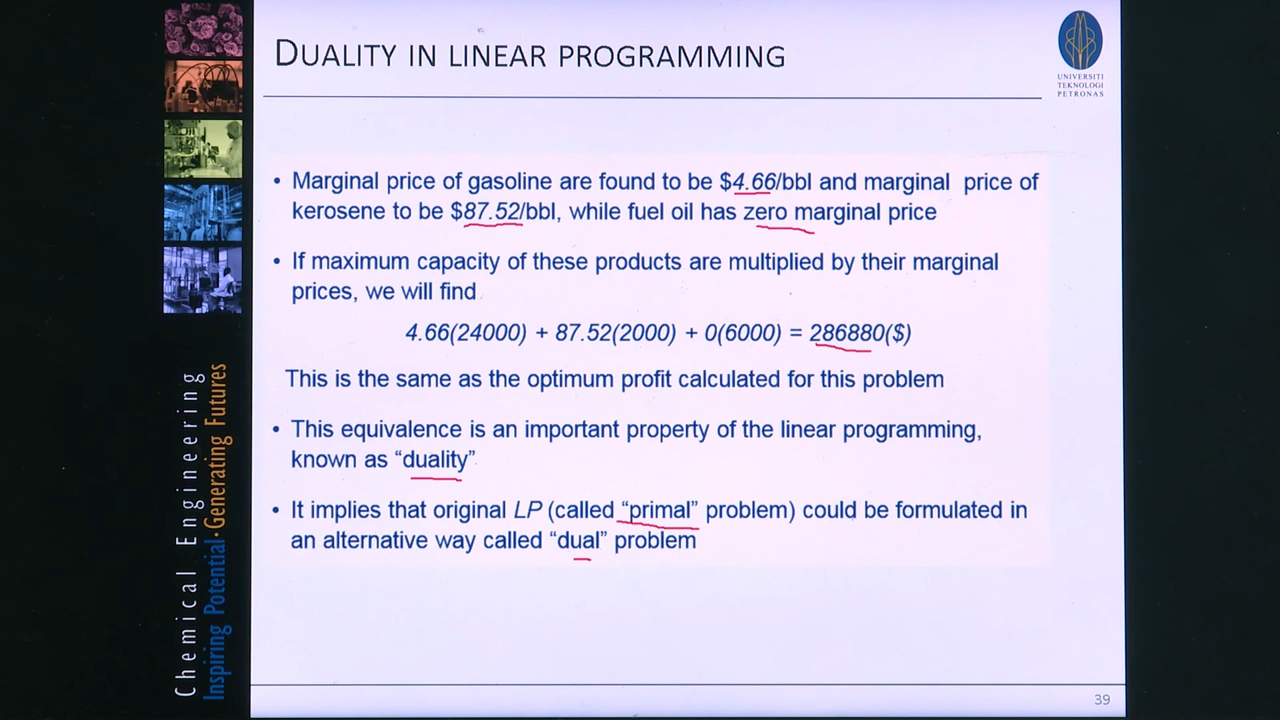 DUALITY IN LINEAR PROGRAMMING
UNIVERSITI
TEKNOLOGI
PETRONAS
• Marginal price of gasoline are found to be $4.66/bbl and marginal price of
kerosene to be $87.52/bbl, while fuel oil has zero marginal price
• If maximum capacity of these products are multiplied by their marginal
prices, we will find
4.66(24000) + 87.52(2000) + 0(6000) = 286880($)
This is the same as the optimum profit calculated for this problem
• This equivalence is an important property of the linear programming,
known as “duality”
• It implies that original LP (called “primal” problem) could be formulated in
an alternative way called “dual” problem
Chemical Engineering
Inspiring Potential • Generating Futures
39